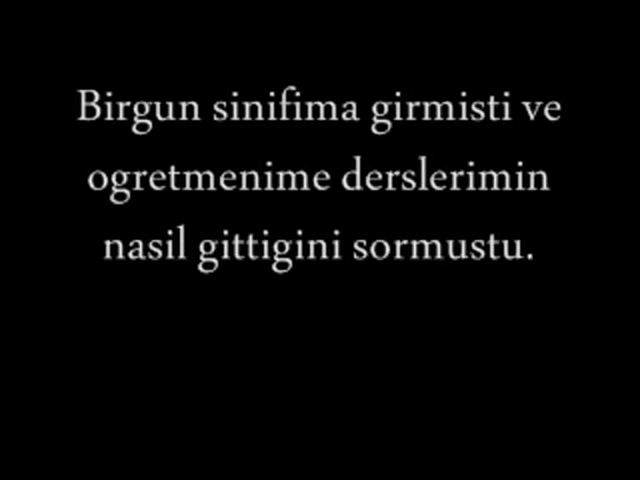 Birgun sinifima girmisti ve
ogretmenime derslerimin
nasil gittigini sormustu.